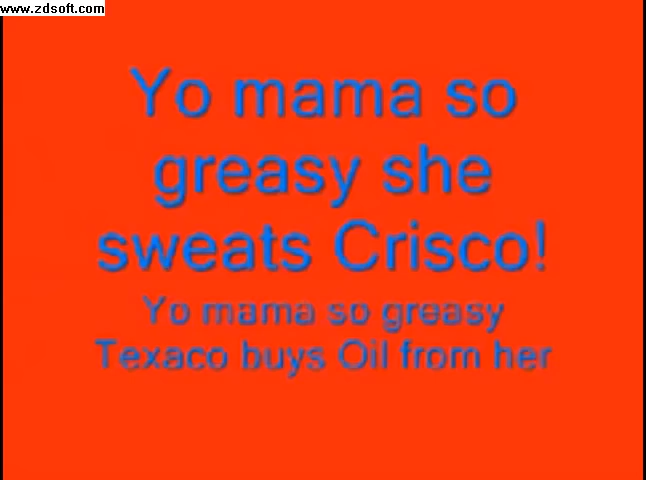 www.zdsoft.com
Yo mama so
greasy she
sweats Crisco!
Yo mama so greasy
Texaco buys Oil from her